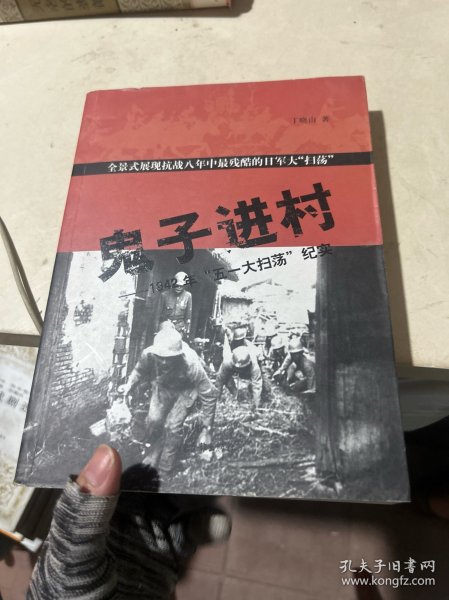 丁晓山 著
全景式展现抗战八年中最残酷的日军大“扫荡”
鬼子进村
——1942年“五一大扫荡”纪实
孔夫子旧书网
www.kongfz.com